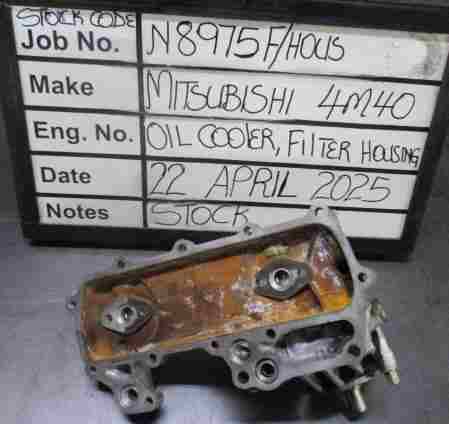 STOCK CODE
Job No. N8975F/HOUS
Make MITSUBISHI 4M40
Eng. No. OIL COOLER, FILTER HOUSING
Date 22 APRIL 2025
Notes STOCK